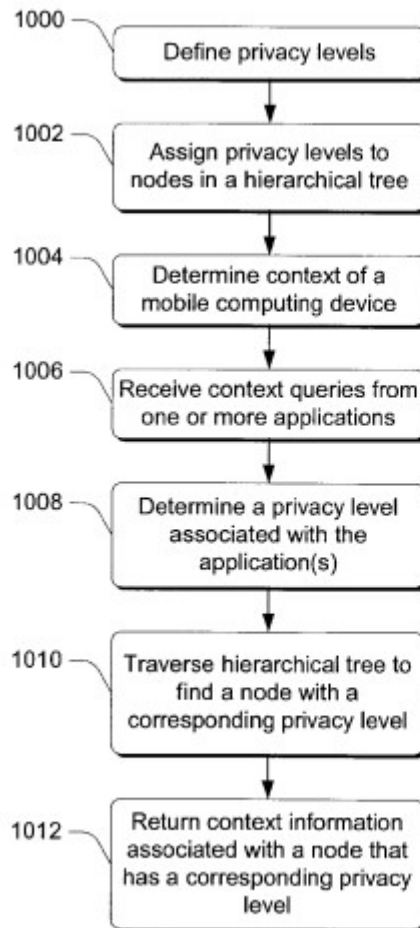 1000
Define privacy levels
1002
Assign privacy levels to
nodes in a hierarchical tree
1004
Determine context of a
mobile computing device
1006
Receive context queries from
one or more applications
1008
Determine a privacy level
associated with the
application(s)
1010
Traverse hierarchical tree to
find a node with a
corresponding privacy level
1012
Return context information
associated with a node that
has a corresponding privacy
level